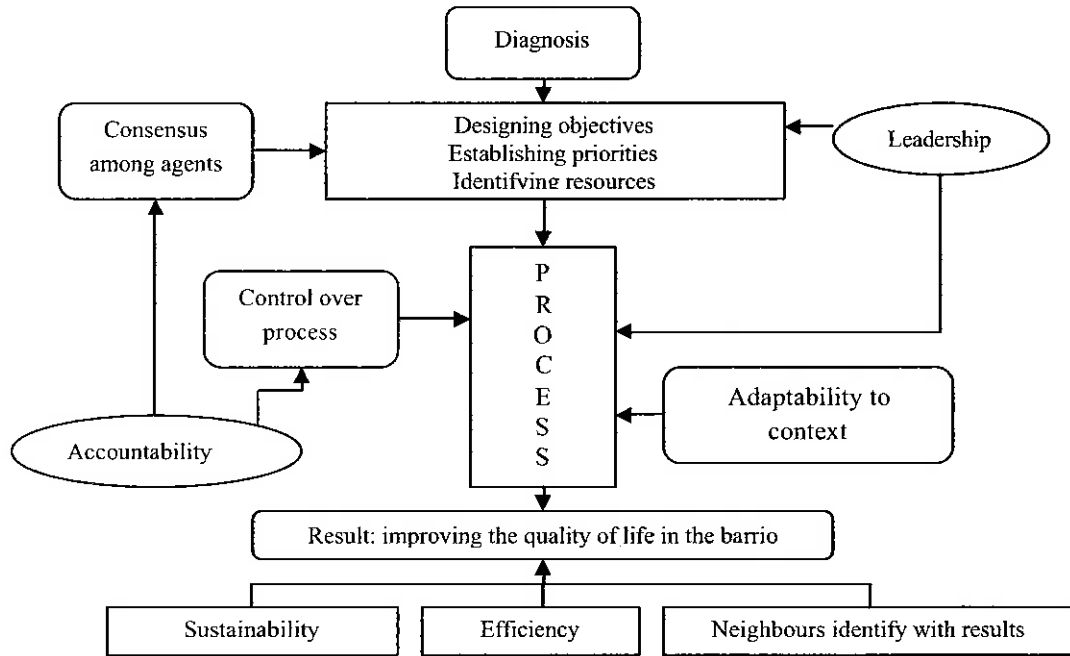 Diagnosis
Consensus
among agents
Designing objectives
Establishing priorities
Identifying resources
Leadership
Control over
process
P
R
O
C
E
S
S
Adaptability to
context
Accountability
Result: improving the quality of life in the barrio
Sustainability
Efficiency
Neighbours identify with results